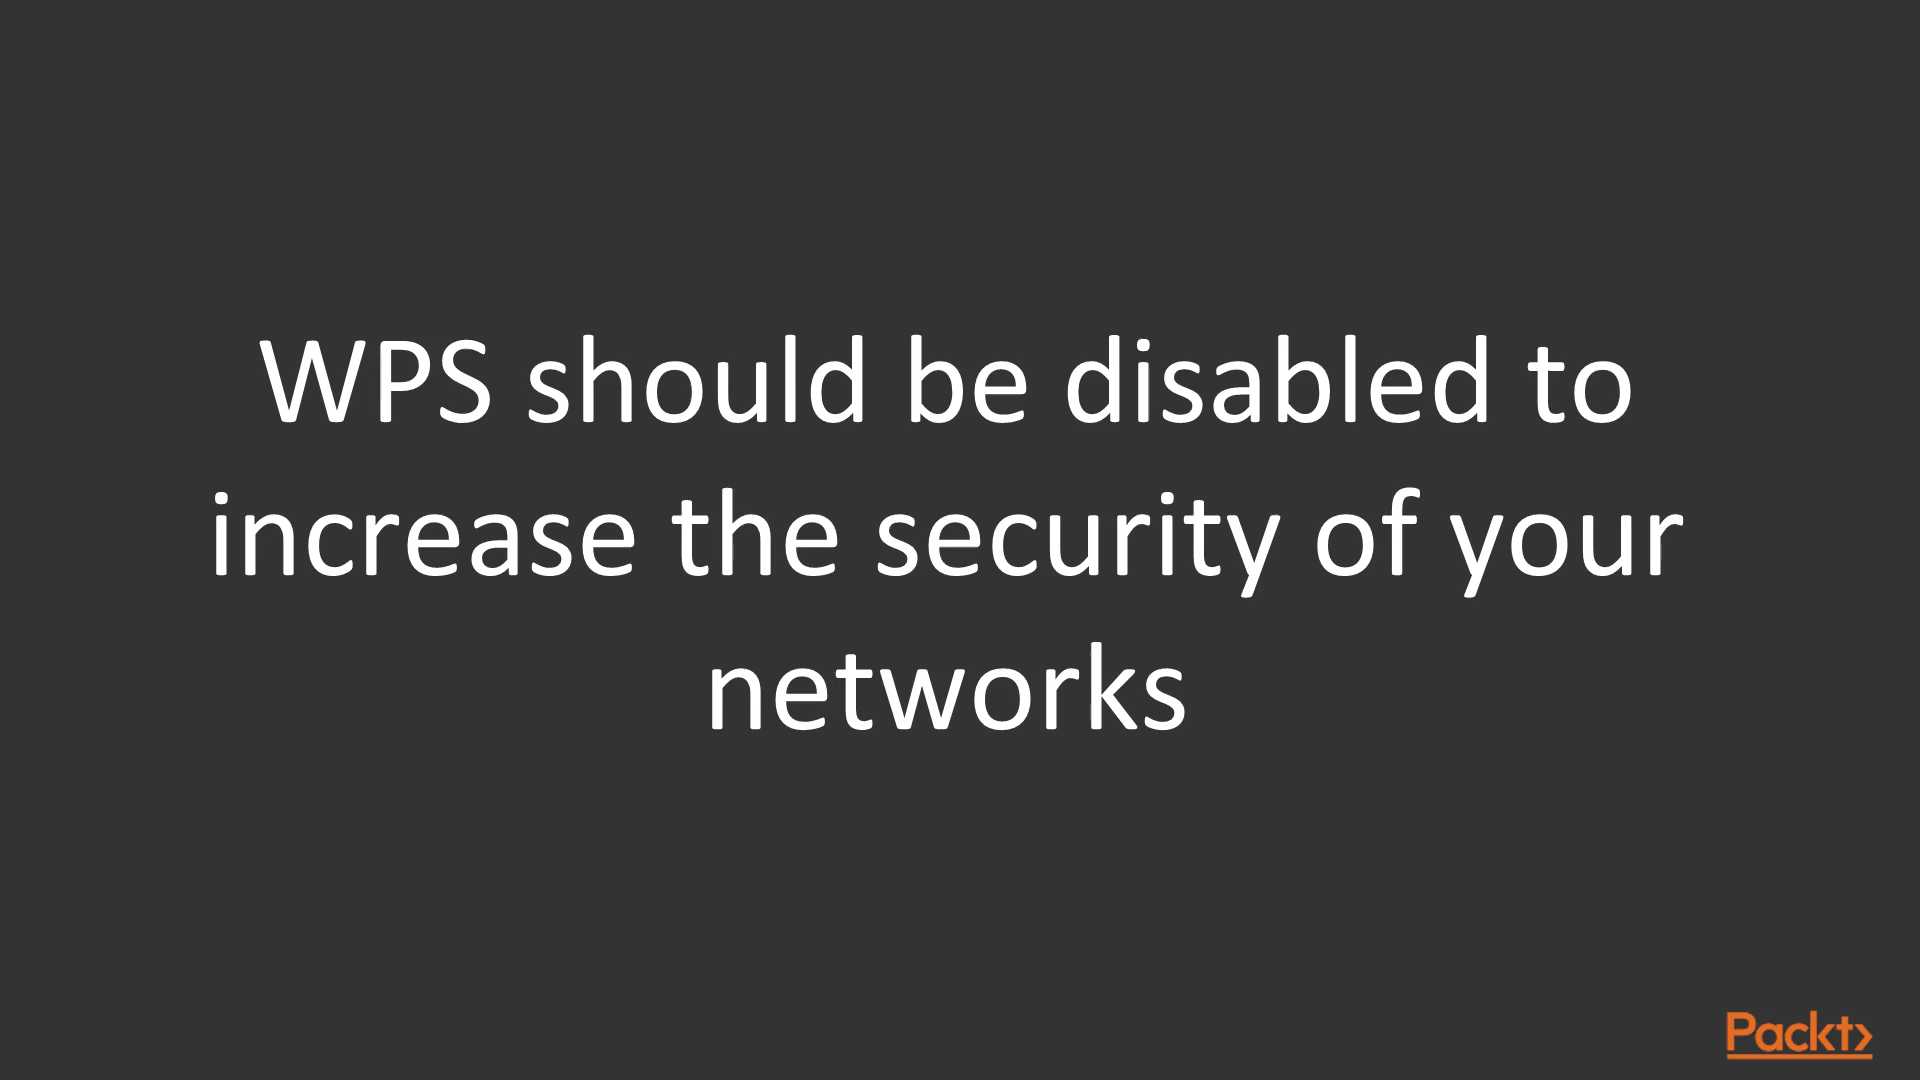 WPS should be disabled to
increase the security of your
networks
Packt